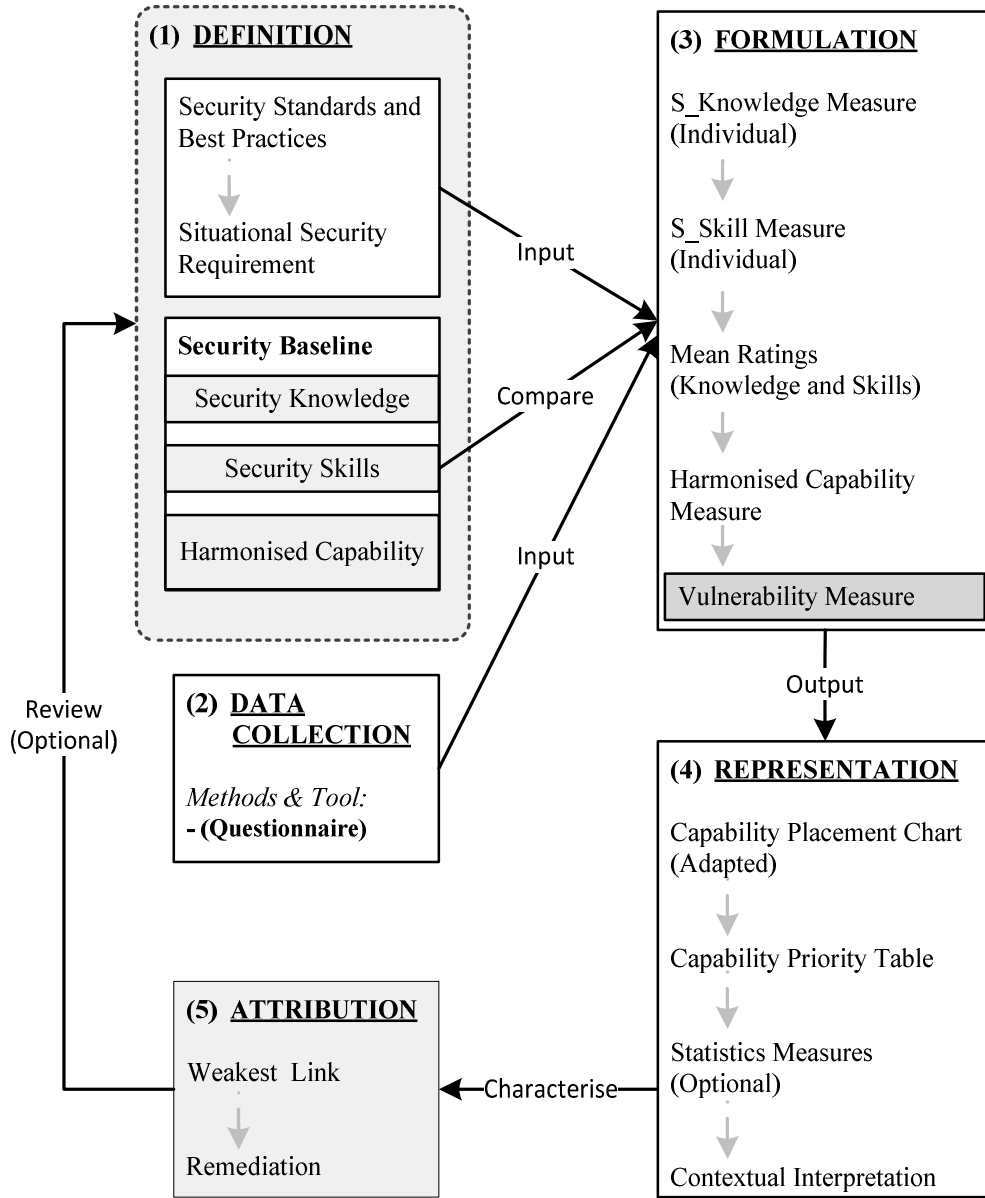 (1) DEFINITION
Security Standards and
Best Practices
Situational Security
Requirement
Security Baseline
Security Knowledge
Security Skills
Harmonised Capability
Input
Compare
Input
(2) DATA
COLLECTION
Methods & Tool:
- (Questionnaire)
(3) FORMULATION
S_Knowledge Measure
(Individual)
S_Skill Measure
(Individual)
Mean Ratings
(Knowledge and Skills)
Harmonised Capability
Measure
Vulnerability Measure
Output
(4) REPRESENTATION
Capability Placement Chart
(Adapted)
Capability Priority Table
Statistics Measures
(Optional)
Contextual Interpretation
Characterise
(5) ATTRIBUTION
Weakest Link
Remediation
Review
(Optional)